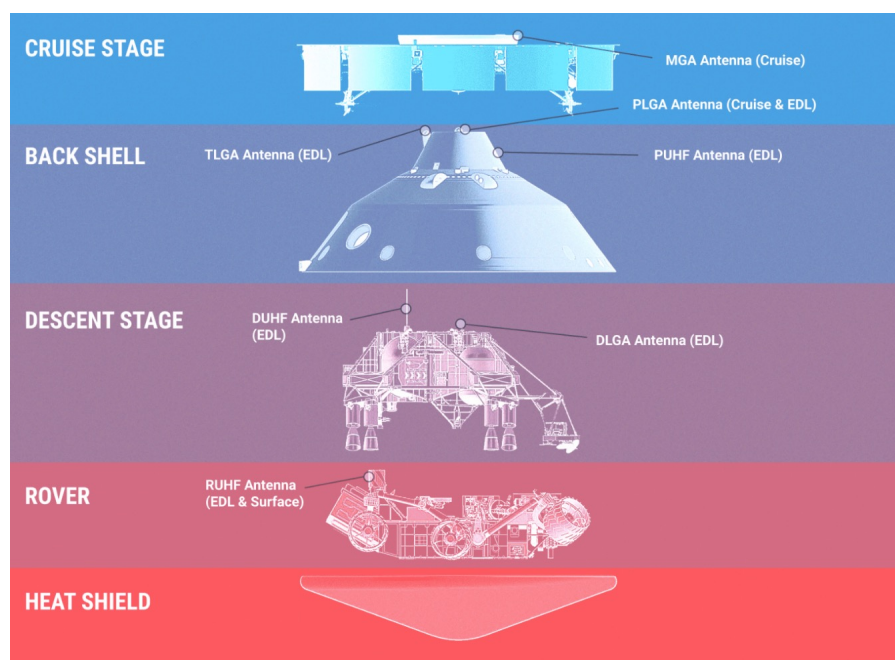 CRUISE STAGE
MGA Antenna (Cruise)
PLGA Antenna (Cruise & EDL)
BACK SHELL
TLGA Antenna (EDL)
PUHF Antenna (EDL)
DESCENT STAGE
DUHF Antenna
(EDL)
DLGA Antenna (EDL)
ROVER
RUHF Antenna
(EDL & Surface)
HEAT SHIELD